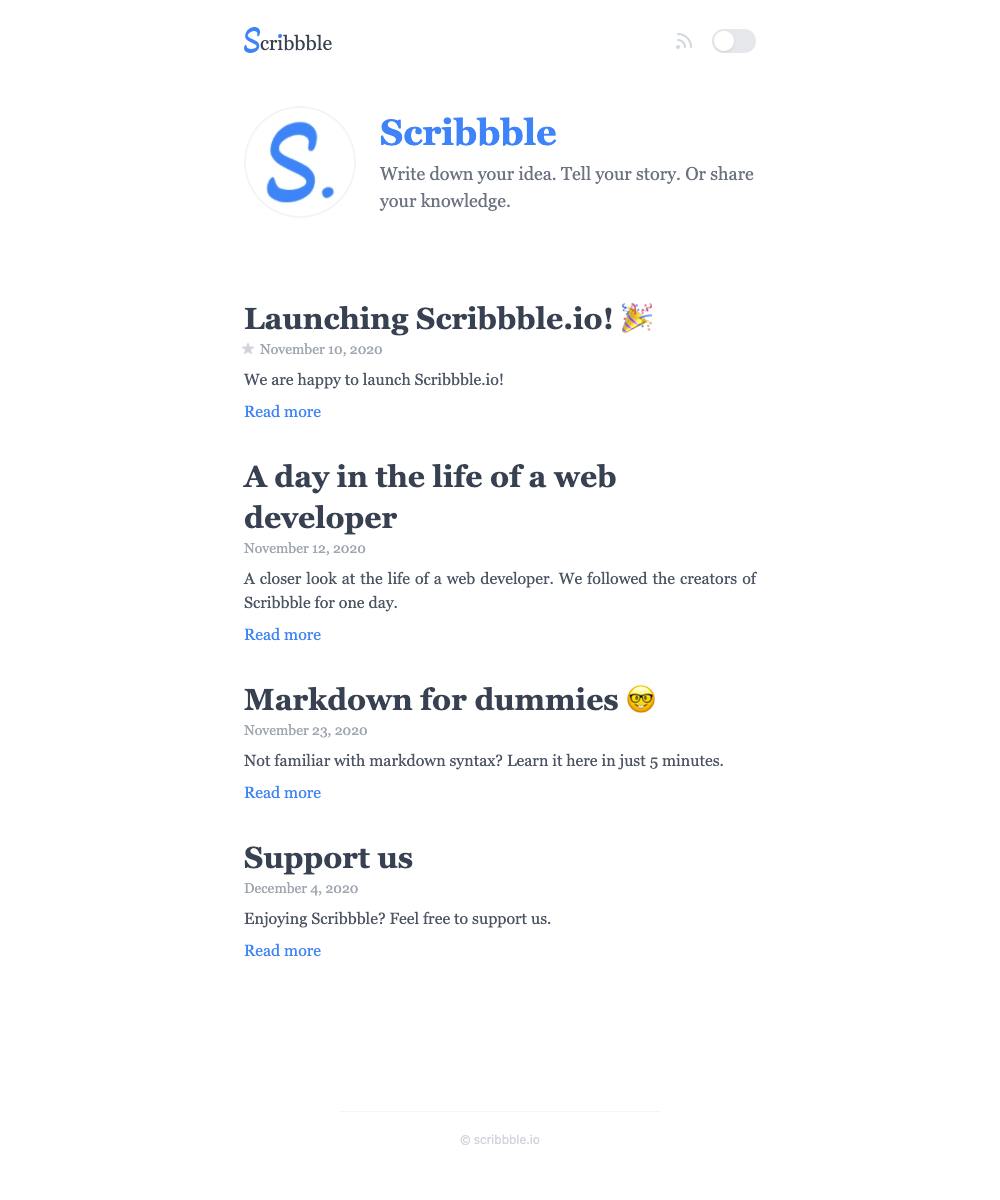 Scribbble
S.
Scribbble
Write down your idea. Tell your story. Or share
your knowledge.
Launching Scribbble.io! 🎉
★ November 10, 2020
We are happy to launch Scribbble.io!
Read more
A day in the life of a web
developer
November 12, 2020
A closer look at the life of a web developer. We followed the creators of
Scribbble for one day.
Read more
Markdown for dummies 🤓
November 23, 2020
Not familiar with markdown syntax? Learn it here in just 5 minutes.
Read more
Support us
December 4, 2020
Enjoying Scribbble? Feel free to support us.
Read more
© scribbble.io